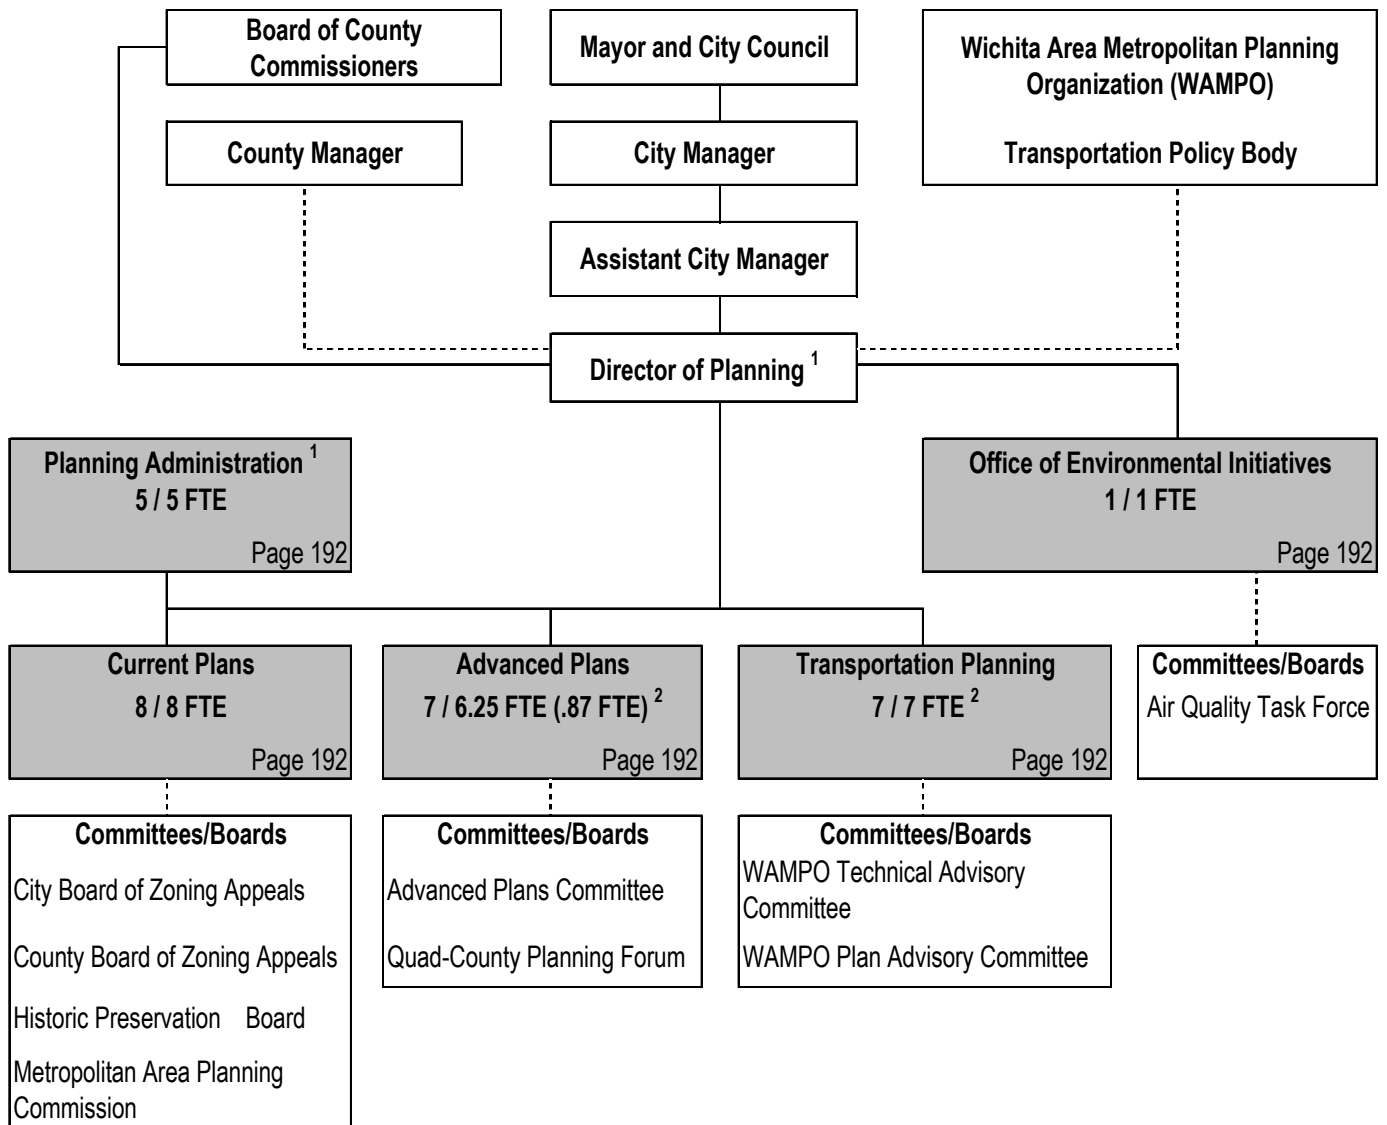 Board of County
Commissioners
Mayor and City Council
Wichita Area Metropolitan Planning
Organization (WAMPO)
Transportation Policy Body
County Manager
City Manager
Assistant City Manager
Director of Planning 1
Planning Administration 1
5 / 5 FTE
Page 192
Office of Environmental Initiatives
1 / 1 FTE
Page 192
Current Plans
8 / 8 FTE
Page 192
Advanced Plans
7 / 6.25 FTE (.87 FTE) 2
Page 192
Transportation Planning
7 / 7 FTE 2
Page 192
Committees/Boards
Air Quality Task Force
Committees/Boards
City Board of Zoning Appeals
County Board of Zoning Appeals
Historic Preservation Board
Metropolitan Area Planning
Commission
Committees/Boards
Advanced Plans Committee
Quad-County Planning Forum
Committees/Boards
WAMPO Technical Advisory
Committee
WAMPO Plan Advisory Committee